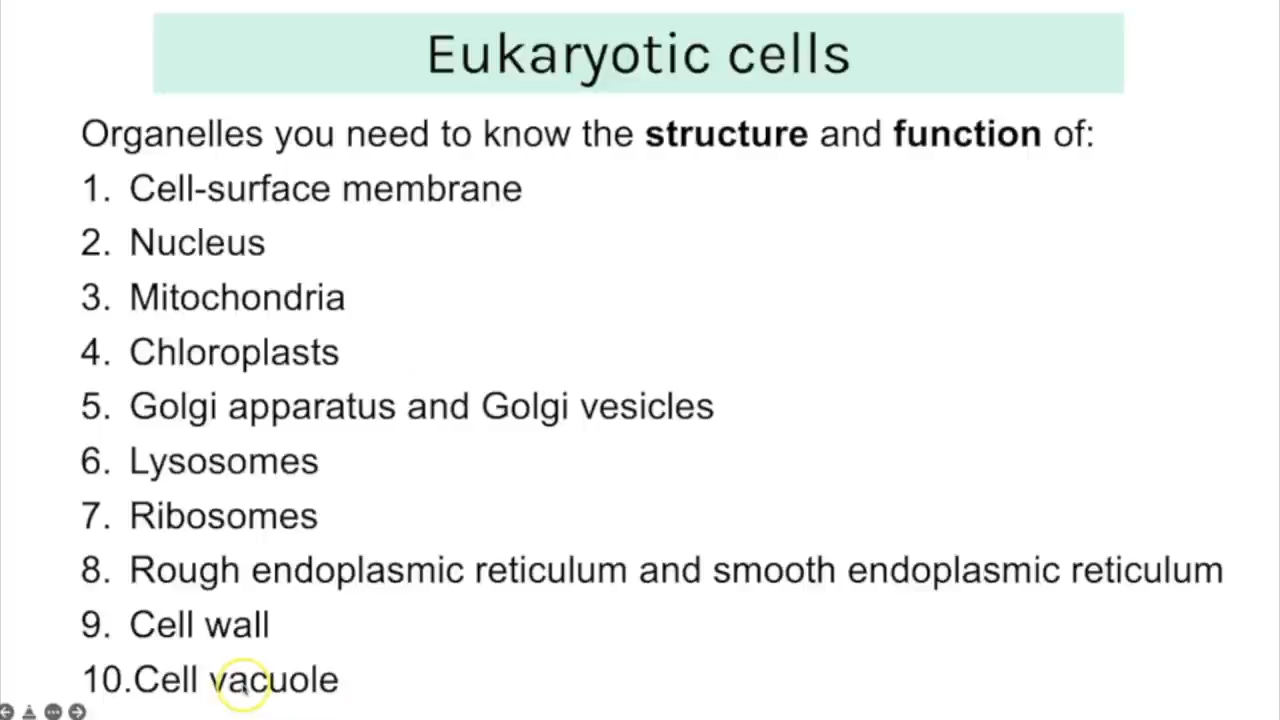 Eukaryotic cells
Organelles you need to know the structure and function of:
1. Cell-surface membrane
2. Nucleus
3. Mitochondria
4. Chloroplasts
5. Golgi apparatus and Golgi vesicles
6. Lysosomes
7. Ribosomes
8. Rough endoplasmic reticulum and smooth endoplasmic reticulum
9. Cell wall
10.Cell vacuole